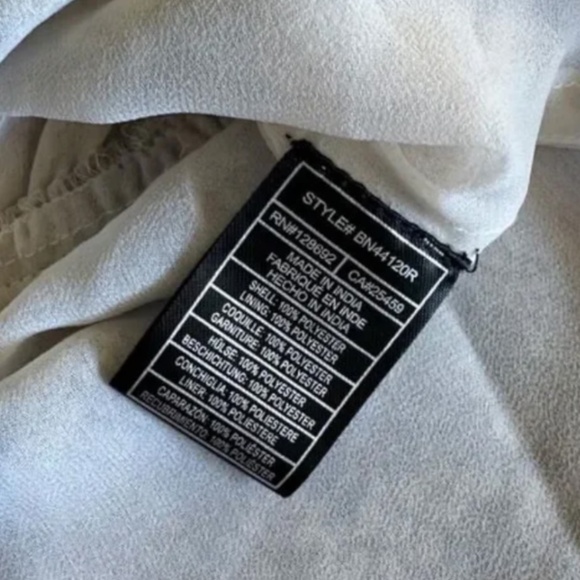 STYLE# BN44120R
RN#128692 CA#25459
MADE IN INDIA
FABRIQUÉ EN INDE
HECHO EN INDIA
SHELL: 100% POLYESTER
LINING: 100% POLYESTER
COQUILLE: 100% POLYESTER
GARNITURE: 100% POLYESTER
HÜLSE: 100% POLYESTER
BESCHICHTUNG: 100% POLYESTER
CONCHIGLIA: 100% POLIESTERE
LINER: 100% POLIESTERE
CAPARAZÓN: 100% POLIESTER
RECUBRIMIENTO: 100% POLIESTER